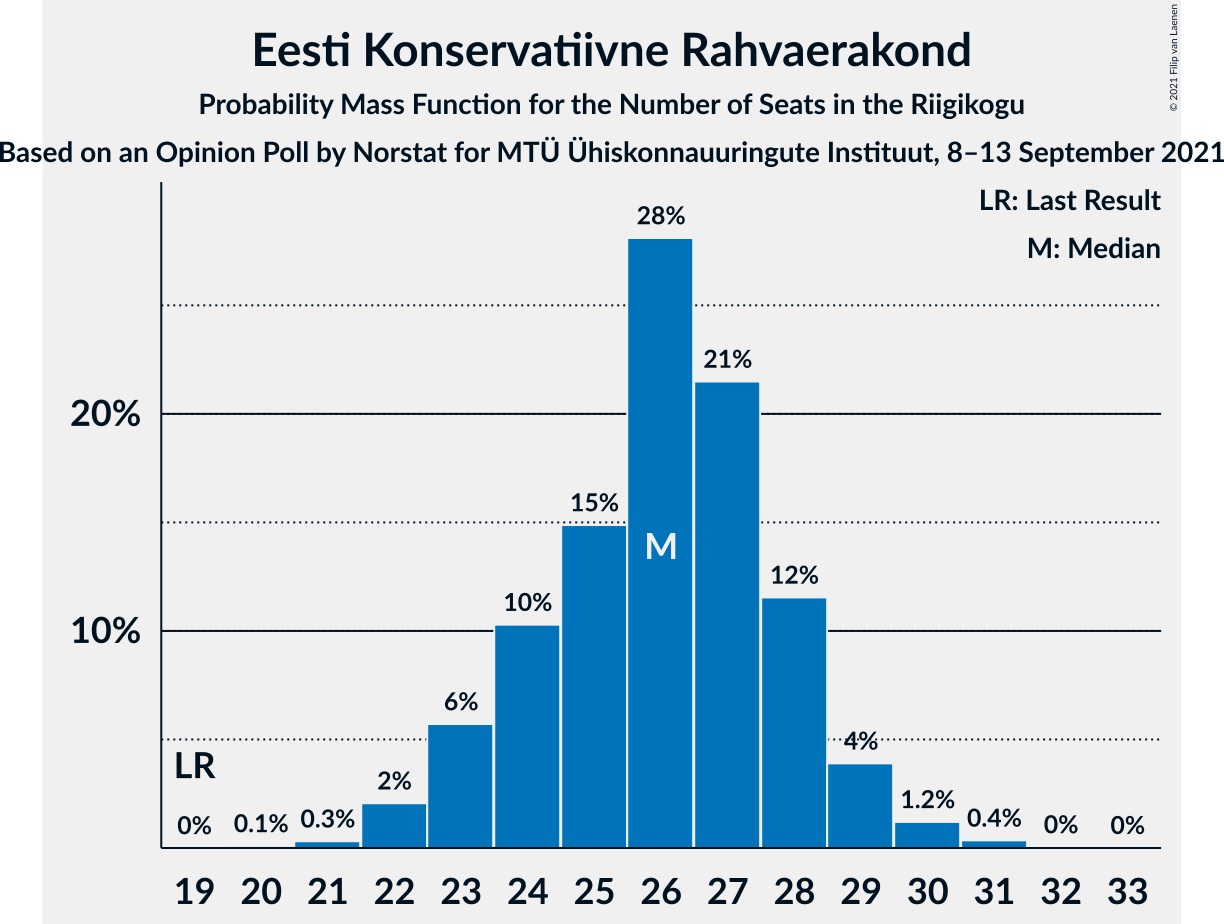 Eesti Konservatiivne Rahvaerakond
Probability Mass Function for the Number of Seats in the Riigikogu
Based on an Opinion Poll by Norstat for MTÜ Ühiskonnauuringute Instituut, 8–13 September 2021
© 2021 Filip van Laenen
LR: Last Result
M: Median
28%
21%
20%
15%
M
12%
10%
10%
6%
4%
LR
2%
1.2%
0% 0.1% 0.3% 0.4% 0% 0%
19 20 21 22 23 24 25 26 27 28 29 30 31 32 33